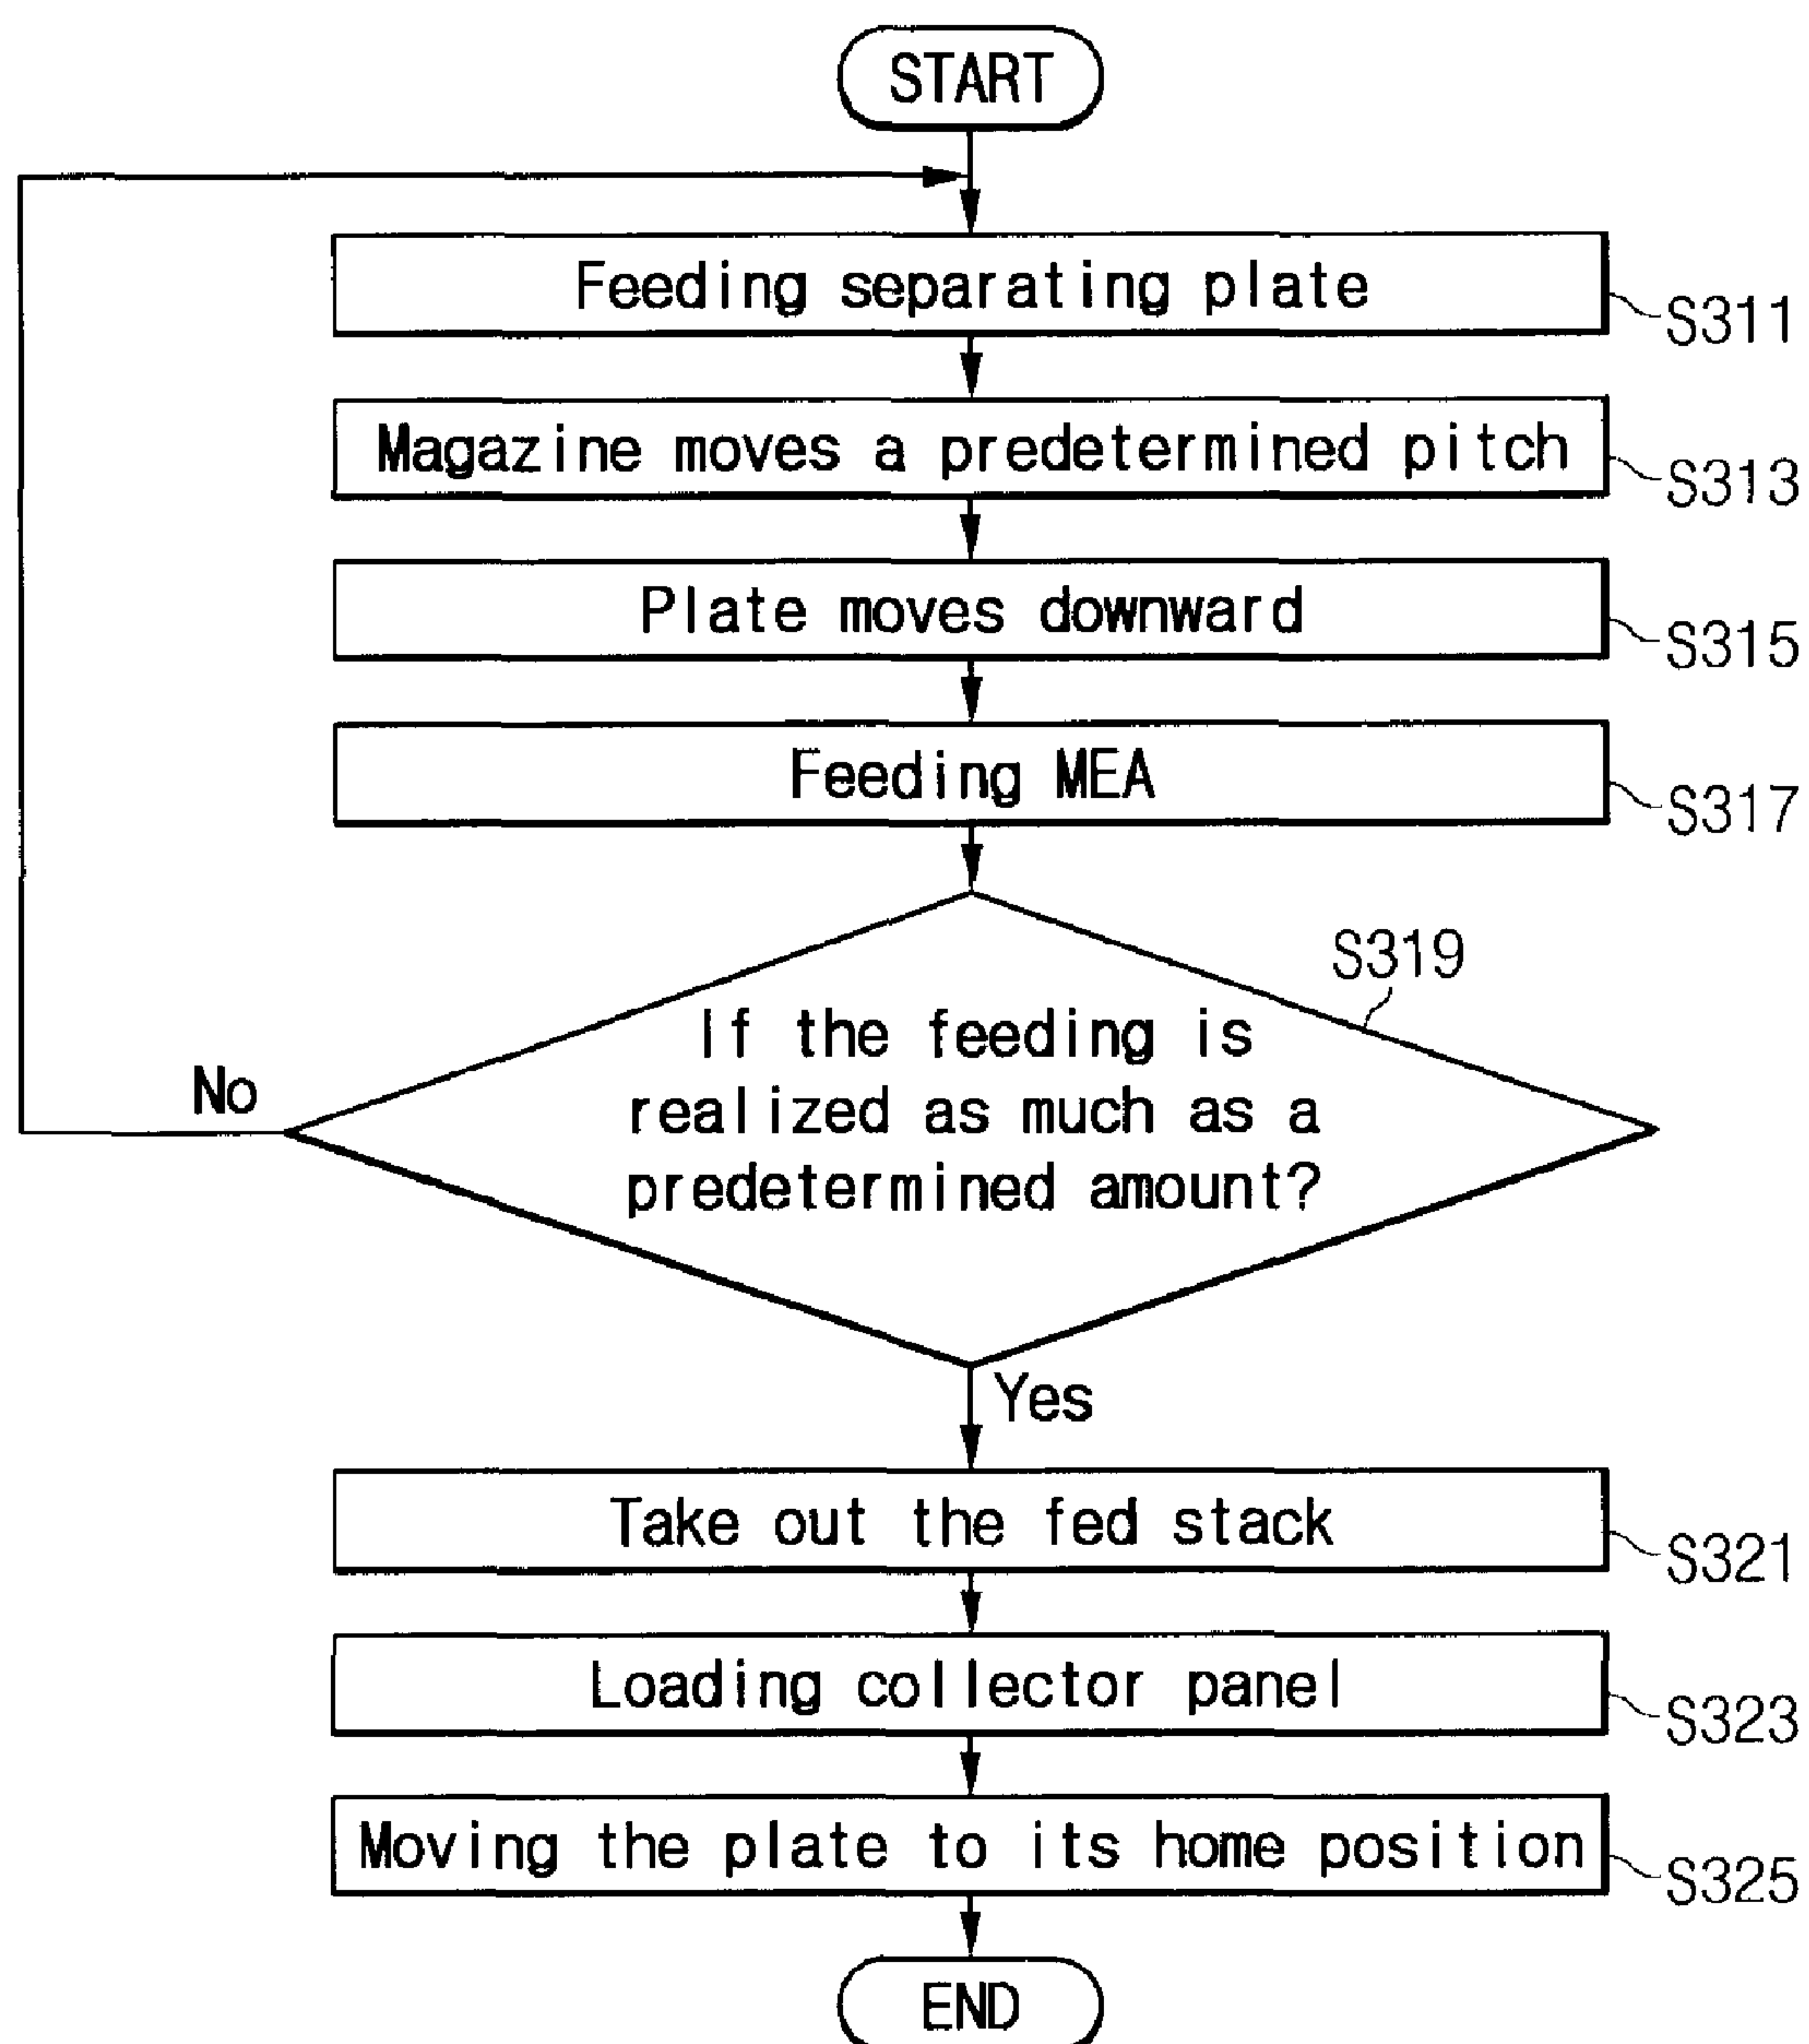 START
Feeding separating plate
S311
Magazine moves a predetermined pitch
S313
Plate moves downward
S315
Feeding MEA
S317
S319
If the feeding is
realized as much as a
predetermined amount?
No
Yes
Take out the fed stack
S321
Loading collector panel
S323
Moving the plate to its home position
S325
END